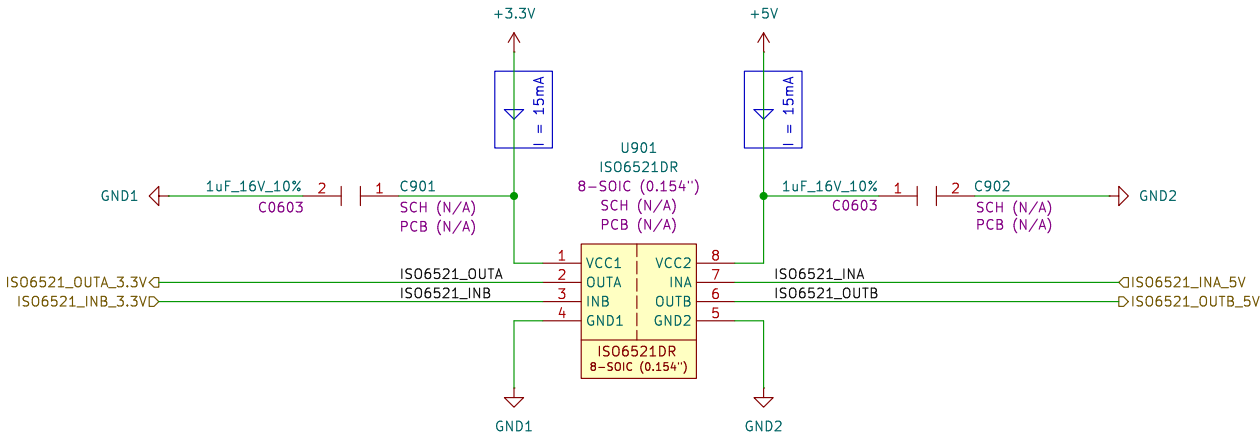 +3.3V
+5V
I = 15mA
I = 15mA
U901
ISO6521DR
8-SOIC (0.154")
SCH (N/A)
PCB (N/A)
GND1
1uF_16V_10%
C0603
2
1
C901
SCH (N/A)
PCB (N/A)
1uF_16V_10%
C0603
1
2
C902
SCH (N/A)
PCB (N/A)
GND2
1 VCC1 VCC2 8
ISO6521_OUTA_3.3V ISO6521_OUTA 2 OUTA INA 7 ISO6521_INA ISO6521_INA_5V
ISO6521_INB_3.3V ISO6521_INB 3 INB OUTB 6 ISO6521_OUTB ISO6521_OUTB_5V
4 GND1 GND2 5
ISO6521DR
8-SOIC (0.154")
GND1
GND2